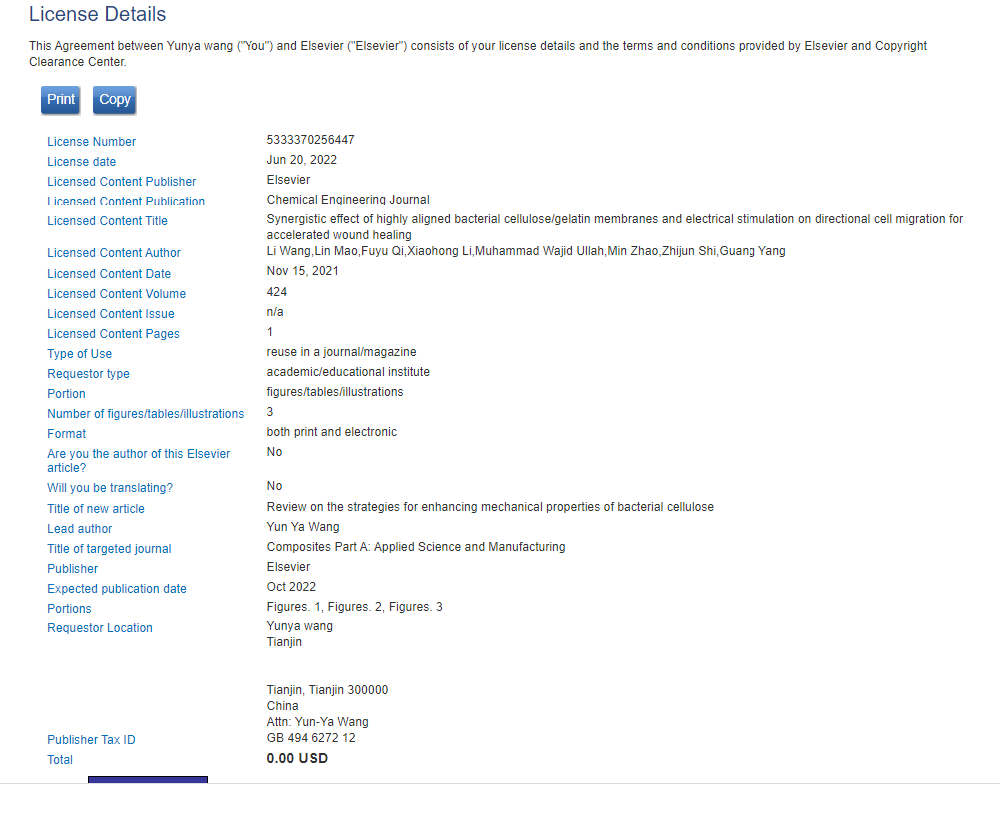 License Details
This Agreement between Yunya wang ("You") and Elsevier ("Elsevier") consists of your license details and the terms and conditions provided by Elsevier and Copyright
Clearance Center.
Print Copy
License Number 5333370256447
License date Jun 20, 2022
Licensed Content Publisher Elsevier
Licensed Content Publication Chemical Engineering Journal
Licensed Content Title Synergistic effect of highly aligned bacterial cellulose/gelatin membranes and electrical stimulation on directional cell migration for
accelerated wound healing
Licensed Content Author Li Wang,Lin Mao,Fuyu Qi,Xiaohong Li,Muhammad Wajid Ullah,Min Zhao,Zhijun Shi,Guang Yang
Licensed Content Date Nov 15, 2021
Licensed Content Volume 424
Licensed Content Issue n/a
Licensed Content Pages 1
Type of Use reuse in a journal/magazine
Requestor type academic/educational institute
Portion figures/tables/illustrations
Number of figures/tables/illustrations 3
Format both print and electronic
Are you the author of this Elsevier No
article?
Will you be translating? No
Title of new article Review on the strategies for enhancing mechanical properties of bacterial cellulose
Lead author Yun Ya Wang
Title of targeted journal Composites Part A: Applied Science and Manufacturing
Publisher Elsevier
Expected publication date Oct 2022
Portions Figures. 1, Figures. 2, Figures. 3
Requestor Location Yunya wang
Tianjin
Tianjin, Tianjin 300000
China
Attn: Yun-Ya Wang
Publisher Tax ID GB 494 6272 12
Total 0.00 USD